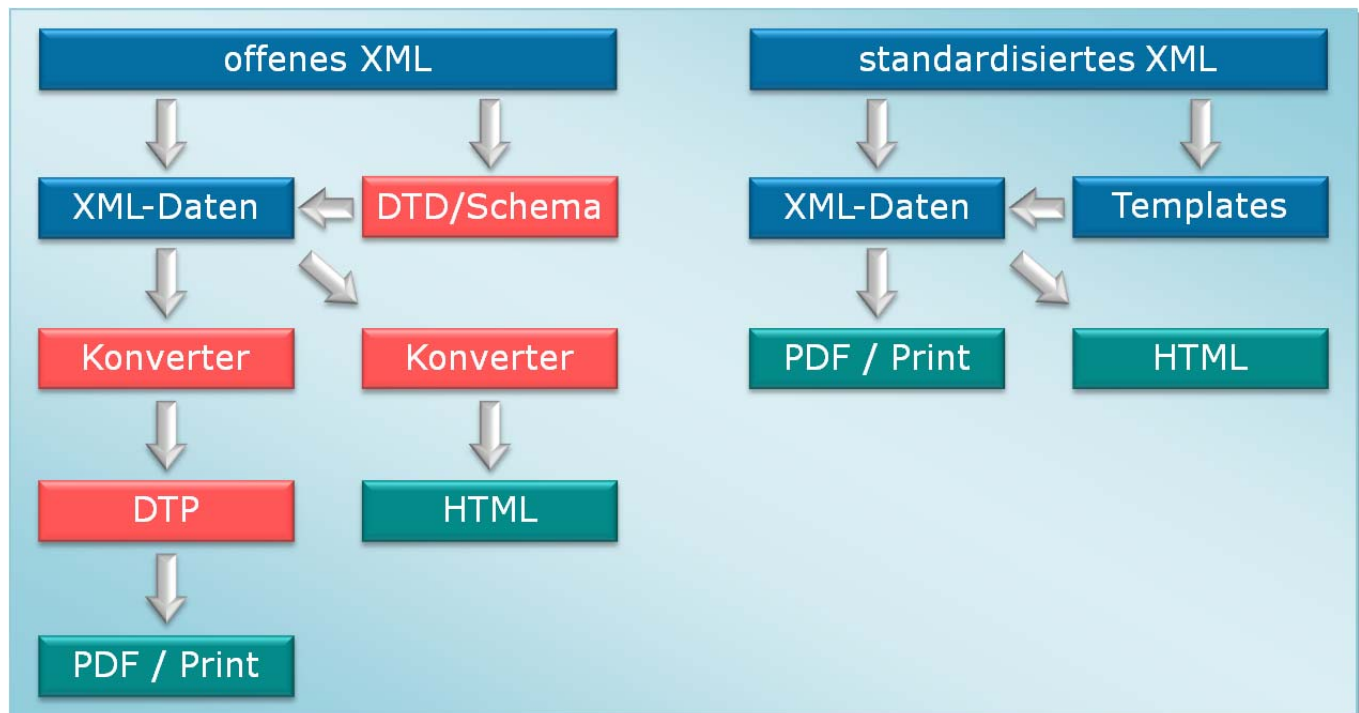 offenes XML
XML-Daten
DTD/Schema
Konverter
Konverter
DTP
HTML
PDF / Print
standardisiertes XML
XML-Daten
Templates
PDF / Print
HTML